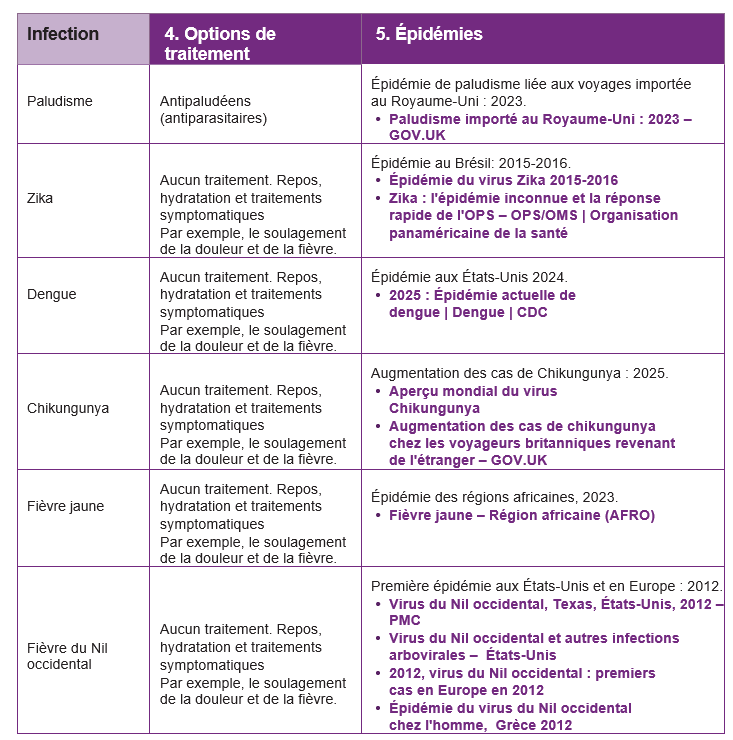 Infection
4. Options de
traitement
5. Épidémies
Paludisme
Antipaludéens
(antiparasitaires)
Épidémie de paludisme liée aux voyages importée
au Royaume-Uni : 2023.
• Paludisme importé au Royaume-Uni : 2023 –
GOV.UK
Zika
Aucun traitement. Repos,
hydratation et traitements
symptomatiques
Par exemple, le soulagement
de la douleur et de la fièvre.
Épidémie au Brésil: 2015-2016.
• Épidémie du virus Zika 2015-2016
• Zika : l'épidémie inconnue et la réponse
rapide de l'OPS – OPS/OMS | Organisation
panaméricaine de la santé
Dengue
Aucun traitement. Repos,
hydratation et traitements
symptomatiques
Par exemple, le soulagement
de la douleur et de la fièvre.
Épidémie aux États-Unis 2024.
• 2025 : Épidémie actuelle de
dengue | Dengue | CDC
Chikungunya
Aucun traitement. Repos,
hydratation et traitements
symptomatiques
Par exemple, le soulagement
de la douleur et de la fièvre.
Augmentation des cas de Chikungunya : 2025.
• Aperçu mondial du virus
Chikungunya
• Augmentation des cas de chikungunya
chez les voyageurs britanniques revenant
de l'étranger – GOV.UK
Fièvre jaune
Aucun traitement. Repos,
hydratation et traitements
symptomatiques
Par exemple, le soulagement
de la douleur et de la fièvre.
Épidémie des régions africaines, 2023.
• Fièvre jaune – Région africaine (AFRO)
Fièvre du Nil
occidental
Aucun traitement. Repos,
hydratation et traitements
symptomatiques
Par exemple, le soulagement
de la douleur et de la fièvre.
Première épidémie aux États-Unis et en Europe : 2012.
• Virus du Nil occidental, Texas, États-Unis, 2012 –
PMC
• Virus du Nil occidental et autres infections
arbovirales – États-Unis
• 2012, virus du Nil occidental : premiers
cas en Europe en 2012
• Épidémie du virus du Nil occidental
chez l'homme, Grèce 2012